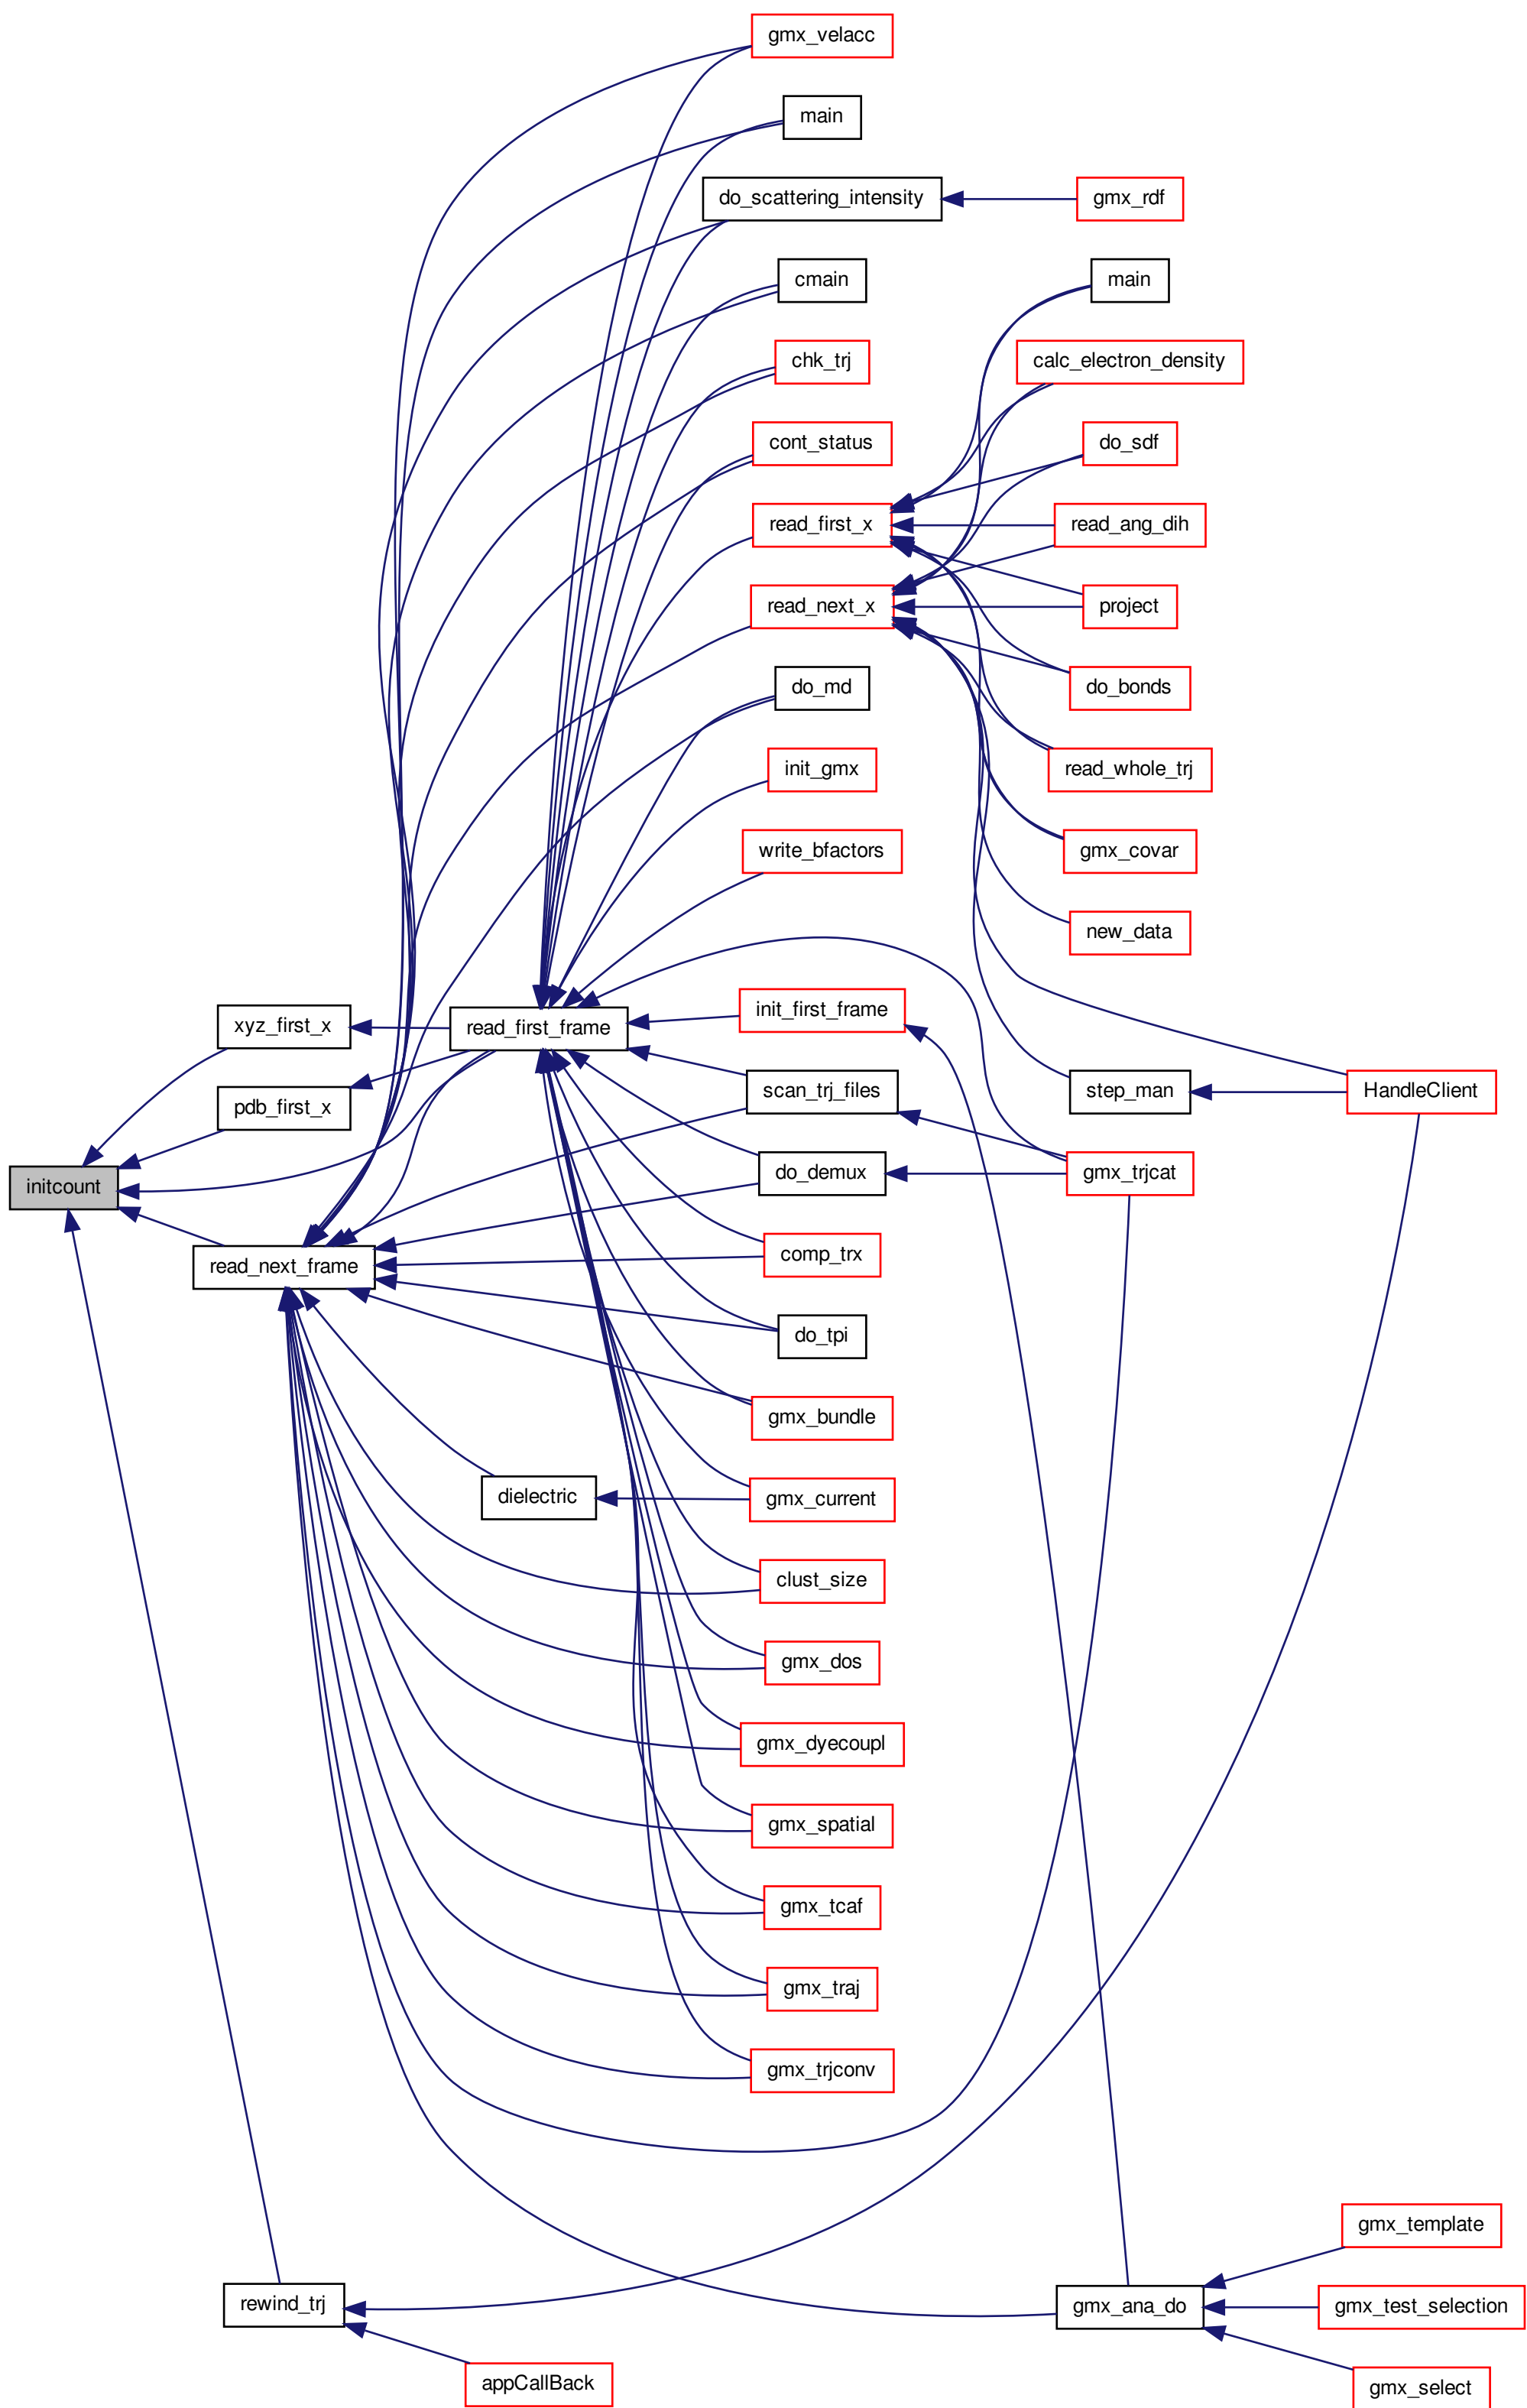 gmx_velacc
main
do_scattering_intensity
gmx_rdf
cmain
main
chk_trj
calc_electron_density
cont_status
do_sdf
read_first_x
read_ang_dih
read_next_x
project
do_md
do_bonds
init_gmx
read_whole_trj
write_bfactors
gmx_covar
new_data
xyz_first_x
read_first_frame
init_first_frame
pdb_first_x
scan_trj_files
step_man
HandleClient
initcount
do_demux
gmx_trjcat
read_next_frame
comp_trx
do_tpi
gmx_bundle
dielectric
gmx_current
clust_size
gmx_dos
gmx_dyecoupl
gmx_spatial
gmx_tcaf
gmx_traj
gmx_trjconv
gmx_template
rewind_trj
gmx_ana_do
gmx_test_selection
appCallBack
gmx_select